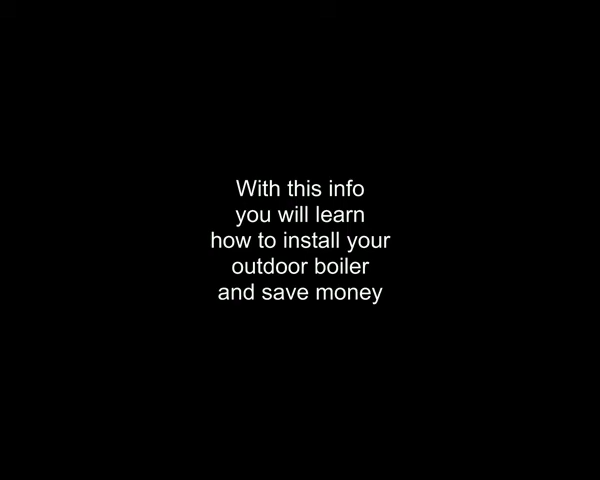 With this info
you will learn
how to install your
outdoor boiler
and save money